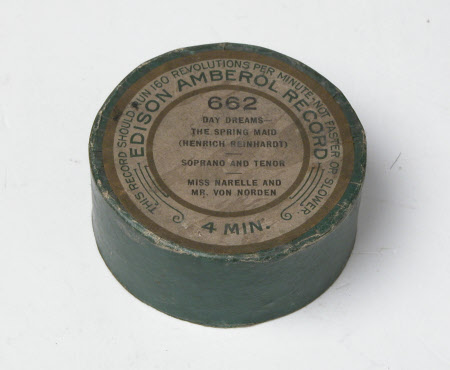 THIS RECORD SHOULD RUN 160 REVOLUTIONS PER MINUTE-NOT FASTER OR SLOWER
EDISON AMBEROL RECORD
662
DAY DREAMS—
THE SPRING MAID
(HENRICH REINHARDT)
SOPRANO AND TENOR
MISS NARELLE AND
MR. VON NORDEN
4 MIN.